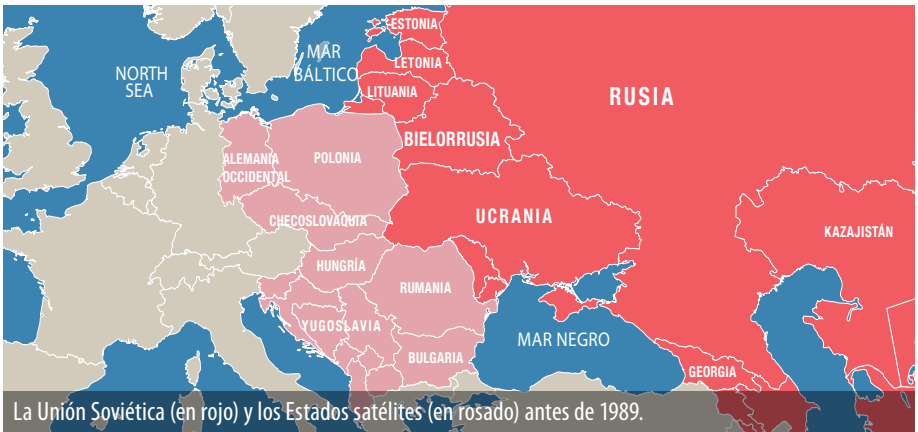 ESTONIA
MAR
BÁLTICO
NORTH
SEA
LETONIA
LITUANIA
RUSIA
BIELORRUSIA
ALEMANIA
OCCIDENTAL
POLONIA
CHECOSLOVAQUIA
UCRANIA
KAZAJISTÁN
HUNGRÍA
RUMANIA
YUGOSLAVIA
MAR NEGRO
BULGARIA
GEORGIA
La Unión Soviética (en rojo) y los Estados satélites (en rosado) antes de 1989.